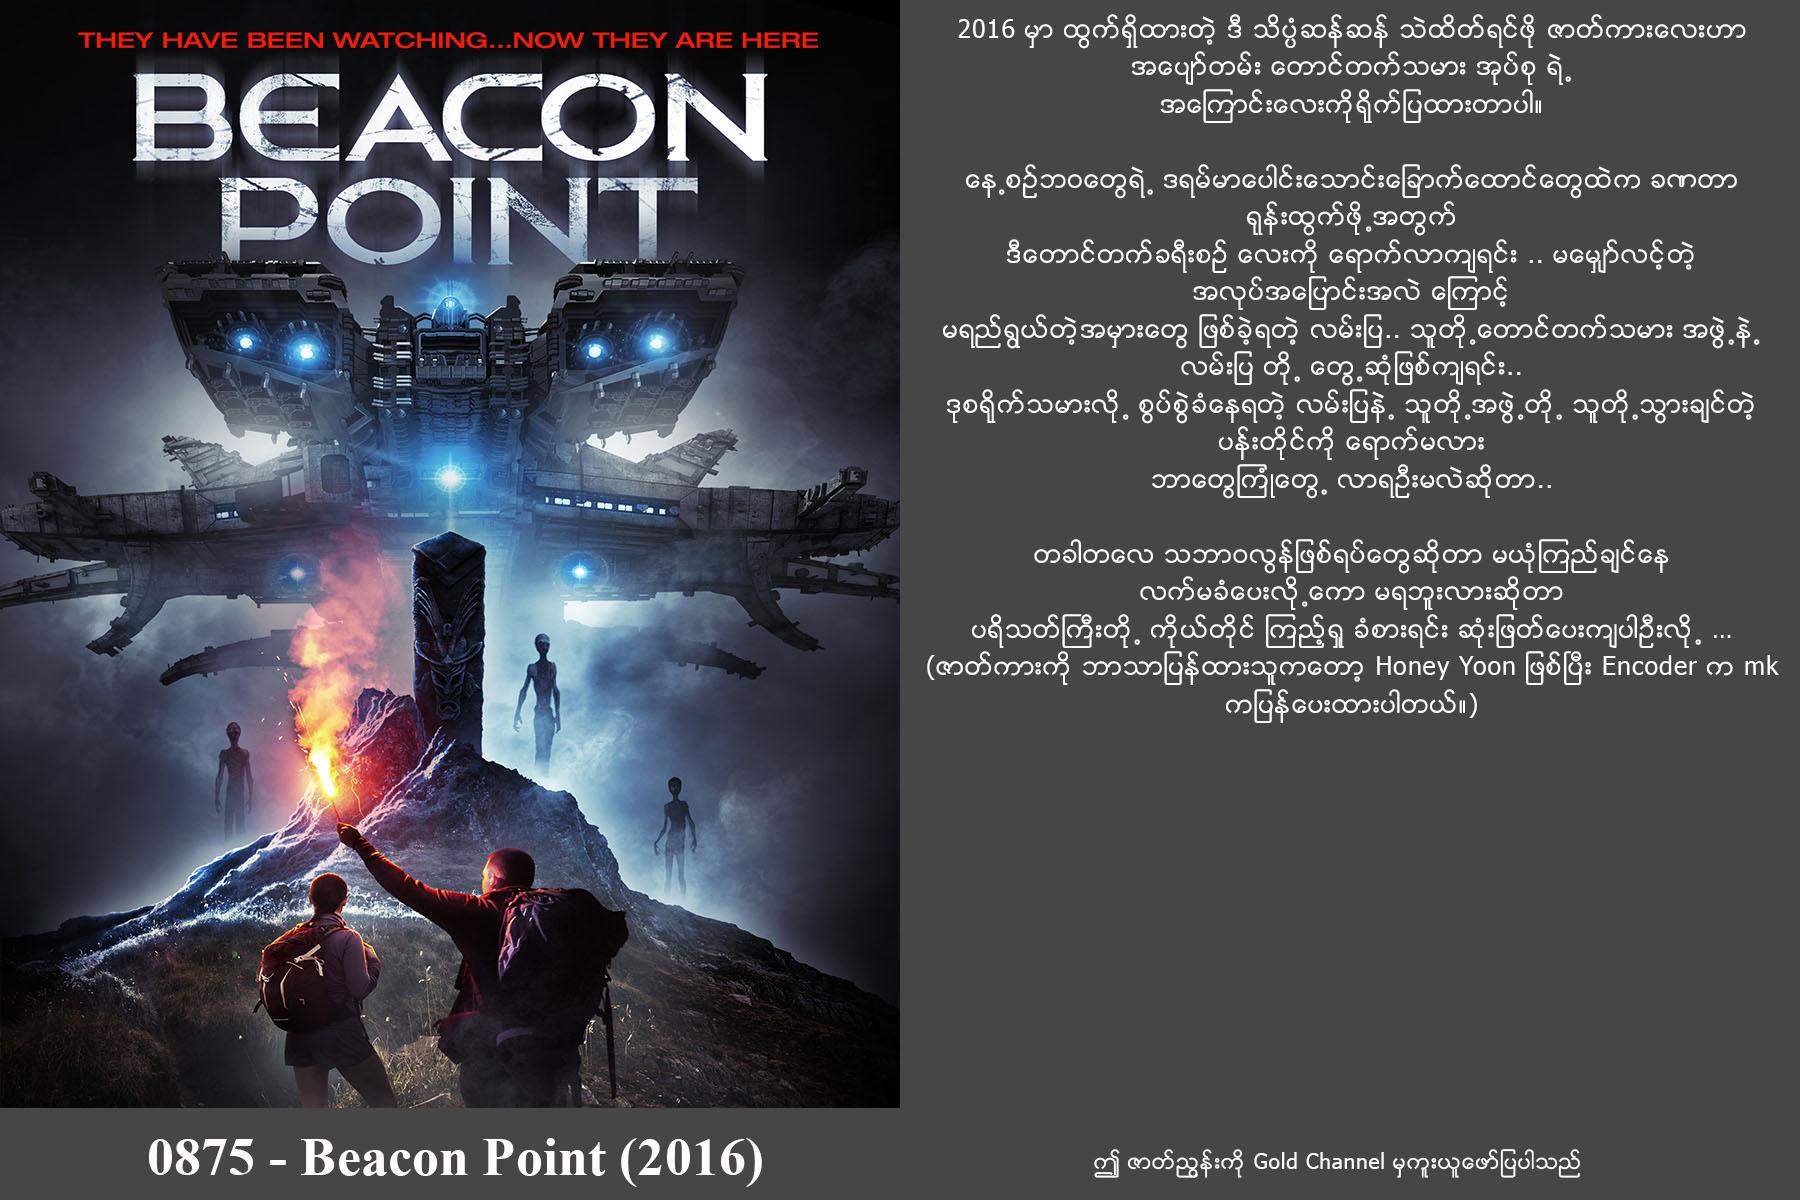 THEY HAVE BEEN WATCHING...NOW THEY ARE HERE
BEACON
POINT
0875 - Beacon Point (2016)
2016 မှာ ထွက်ရှိထားတဲ့ ဒီ သိပ္ပံဆန်ဆန် သဲထိတ်ရင်ဖို ဇာတ်ကားလေးဟာ
အပျော်တမ်း တောင်တက်သမား အုပ်စု ရဲ့
အကြောင်းလေးကိုရိုက်ပြထားတာပါ။
နေ့စဉ်ဘဝတွေရဲ့ ဒရမ်မာပေါင်းသောင်းခြောက်ထောင်တွေထဲက ခဏတာ
ရုန်းထွက်ဖို့အတွက်
ဒီတောင်တက်ခရီးစဉ် လေးကို ရောက်လာကျရင်း .. မမျှော်လင့်တဲ့
အလုပ်အပြောင်းအလဲ ကြောင့်
မရည်ရွယ်တဲ့အမှားတွေ ဖြစ်ခဲ့ရတဲ့ လမ်းပြ.. သူတို့တောင်တက်သမား အဖွဲ့နဲ့
လမ်းပြ တို့ တွေ့ဆုံဖြစ်ကျရင်း..
ဒုစရိုက်သမားလို့ စွပ်စွဲခံနေရတဲ့ လမ်းပြနဲ့ သူတို့အဖွဲ့တို့ သူတို့သွားချင်တဲ့
ပန်းတိုင်ကို ရောက်မလား
ဘာတွေကြုံတွေ့ လာရဦးမလဲဆိုတာ..
တခါတလေ သဘာဝလွန်ဖြစ်ရပ်တွေဆိုတာ မယုံကြည်ချင်နေ
လက်မခံပေးလို့ကော မရဘူးလားဆိုတာ
ပရိသတ်ကြီးတို့ ကိုယ်တိုင် ကြည့်ရှု ခံစားရင်း ဆုံးဖြတ်ပေးကျပါဦးလို့ ...
(ဇာတ်ကားကို ဘာသာပြန်ထားသူကတော့ Honey Yoon ဖြစ်ပြီး Encoder က mk
ကပြန်ပေးထားပါတယ်။)
ဤ ဇာတ်ညွှန်းကို Gold Channel မှကူးယူဖော်ပြပါသည်